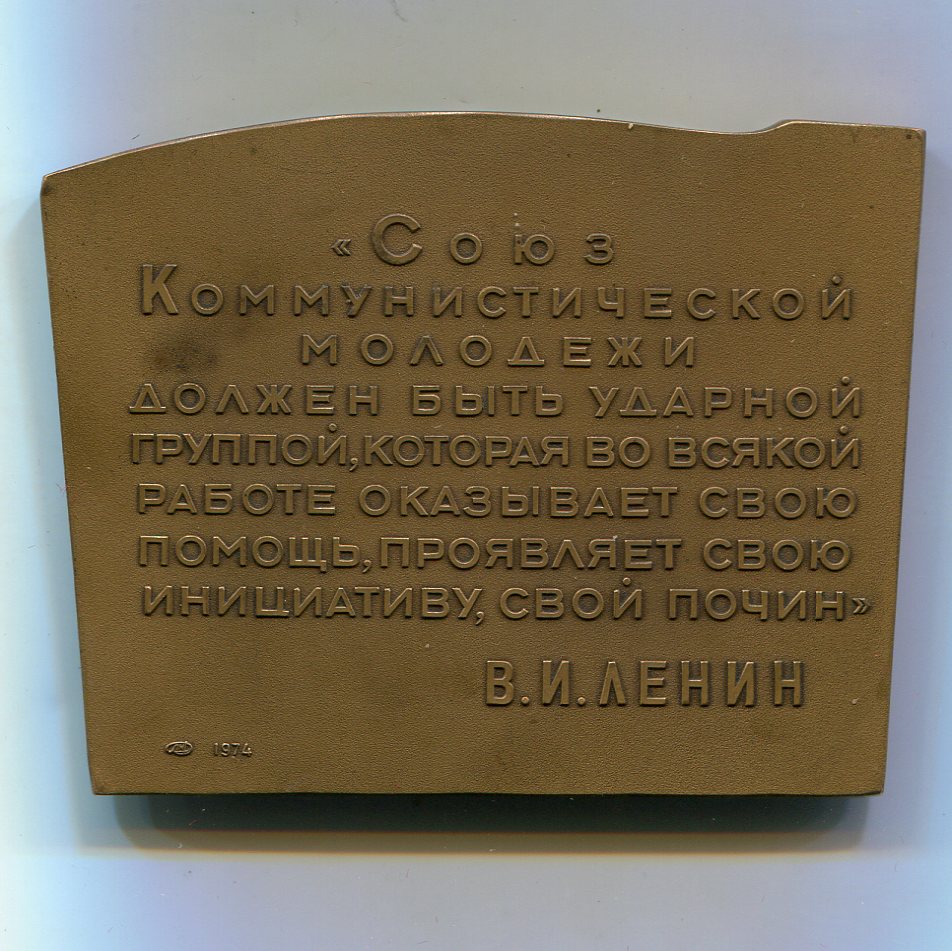 «Союз
Коммунистической
молодежи
должен быть ударной
группой, которая во всякой
работе оказывает свою
помощь, проявляет свою
инициативу, свой почин»
В.И.ЛЕНИН
ЛМД 1974